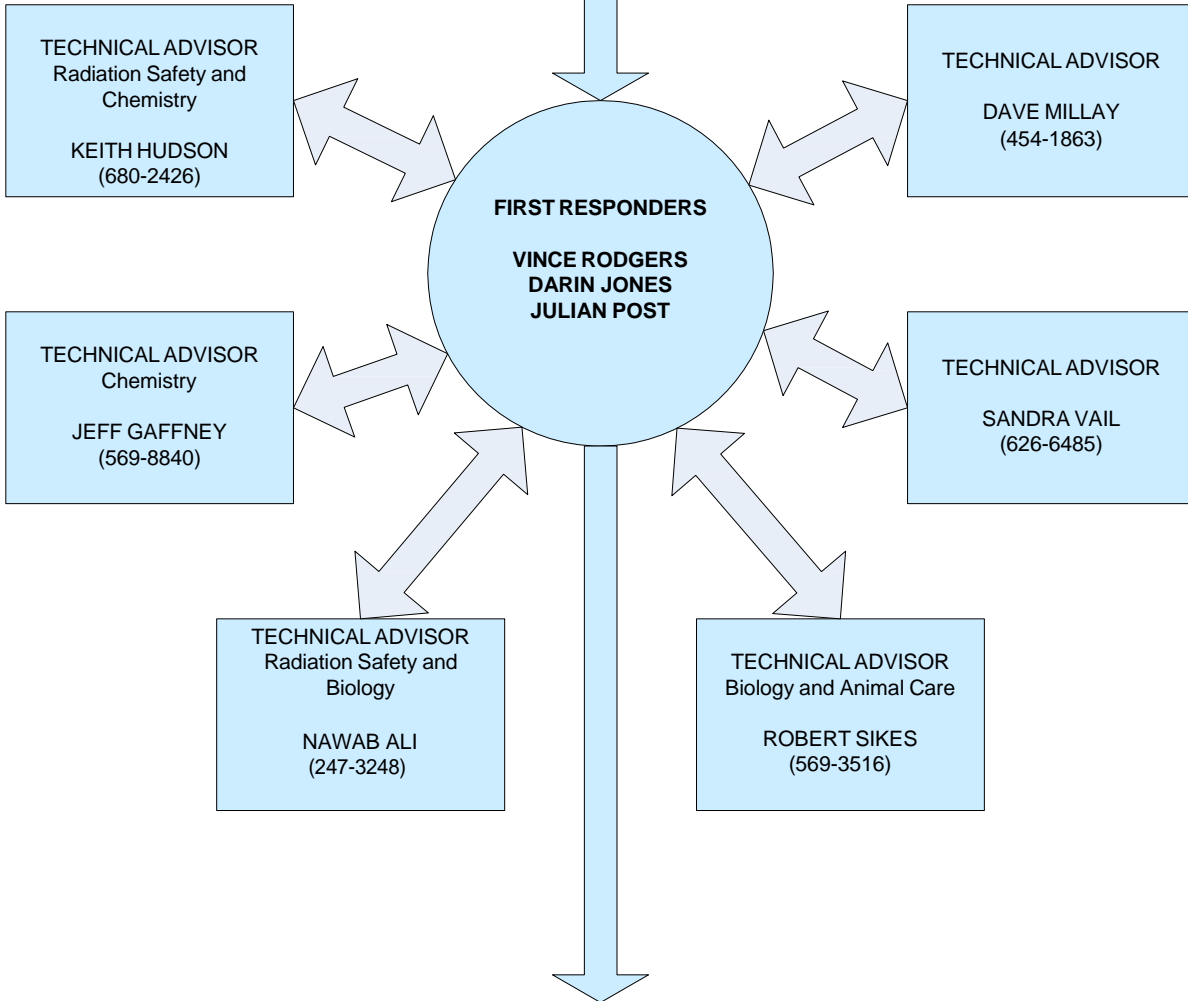 TECHNICAL ADVISOR
Radiation Safety and
Chemistry
KEITH HUDSON
(680-2426)
TECHNICAL ADVISOR
DAVE MILLAY
(454-1863)
FIRST RESPONDERS
VINCE RODGERS
DARIN JONES
JULIAN POST
TECHNICAL ADVISOR
Chemistry
JEFF GAFFNEY
(569-8840)
TECHNICAL ADVISOR
SANDRA VAIL
(626-6485)
TECHNICAL ADVISOR
Radiation Safety and
Biology
NAWAB ALI
(247-3248)
TECHNICAL ADVISOR
Biology and Animal Care
ROBERT SIKES
(569-3516)